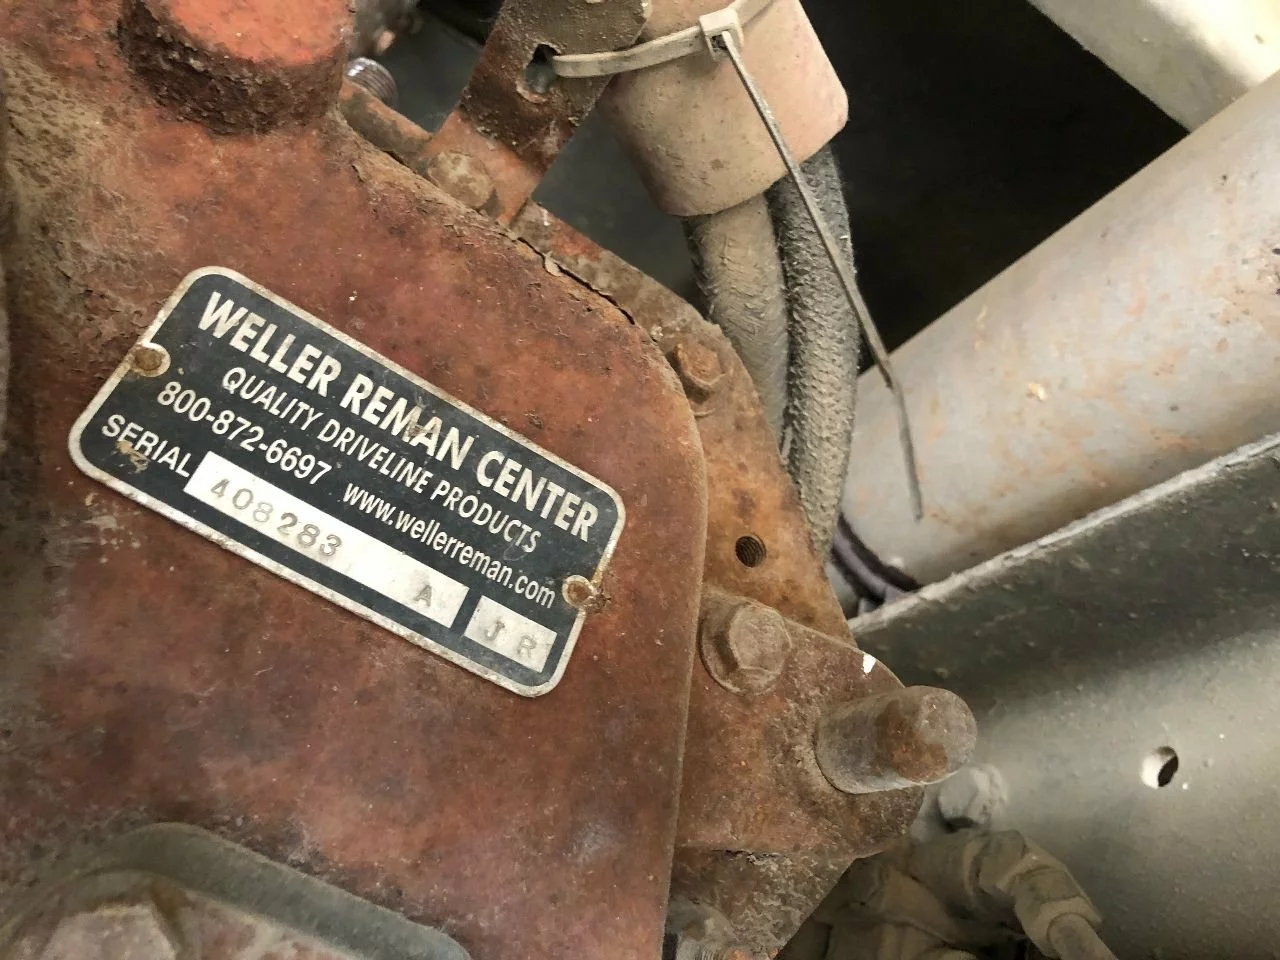 WELLER REMAN CENTER
QUALITY DRIVELINE PRODUCTS
800-872-6697 www.wellerreman.com
SERIAL 408283 A JR